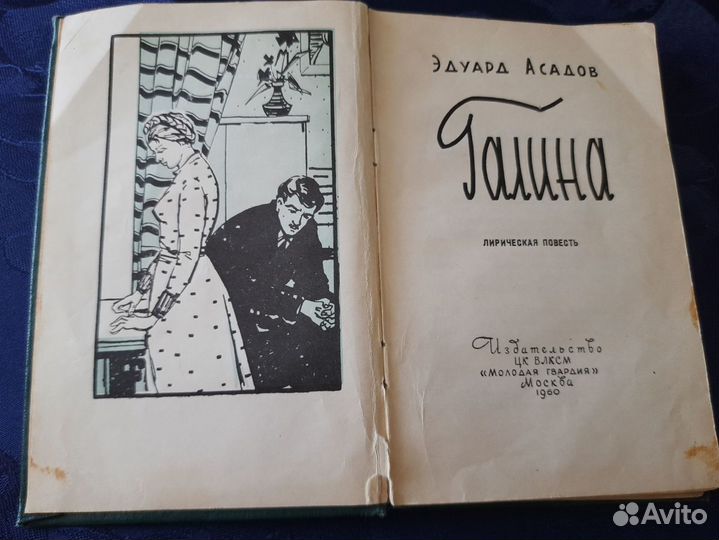 Эдуард Асадов
Галина
ЛИРИЧЕСКАЯ ПОВЕСТЬ
Издательство
ЦК ВЛКСМ
«МОЛОДАЯ ГВАРДИЯ»
Москва
1960
Avito